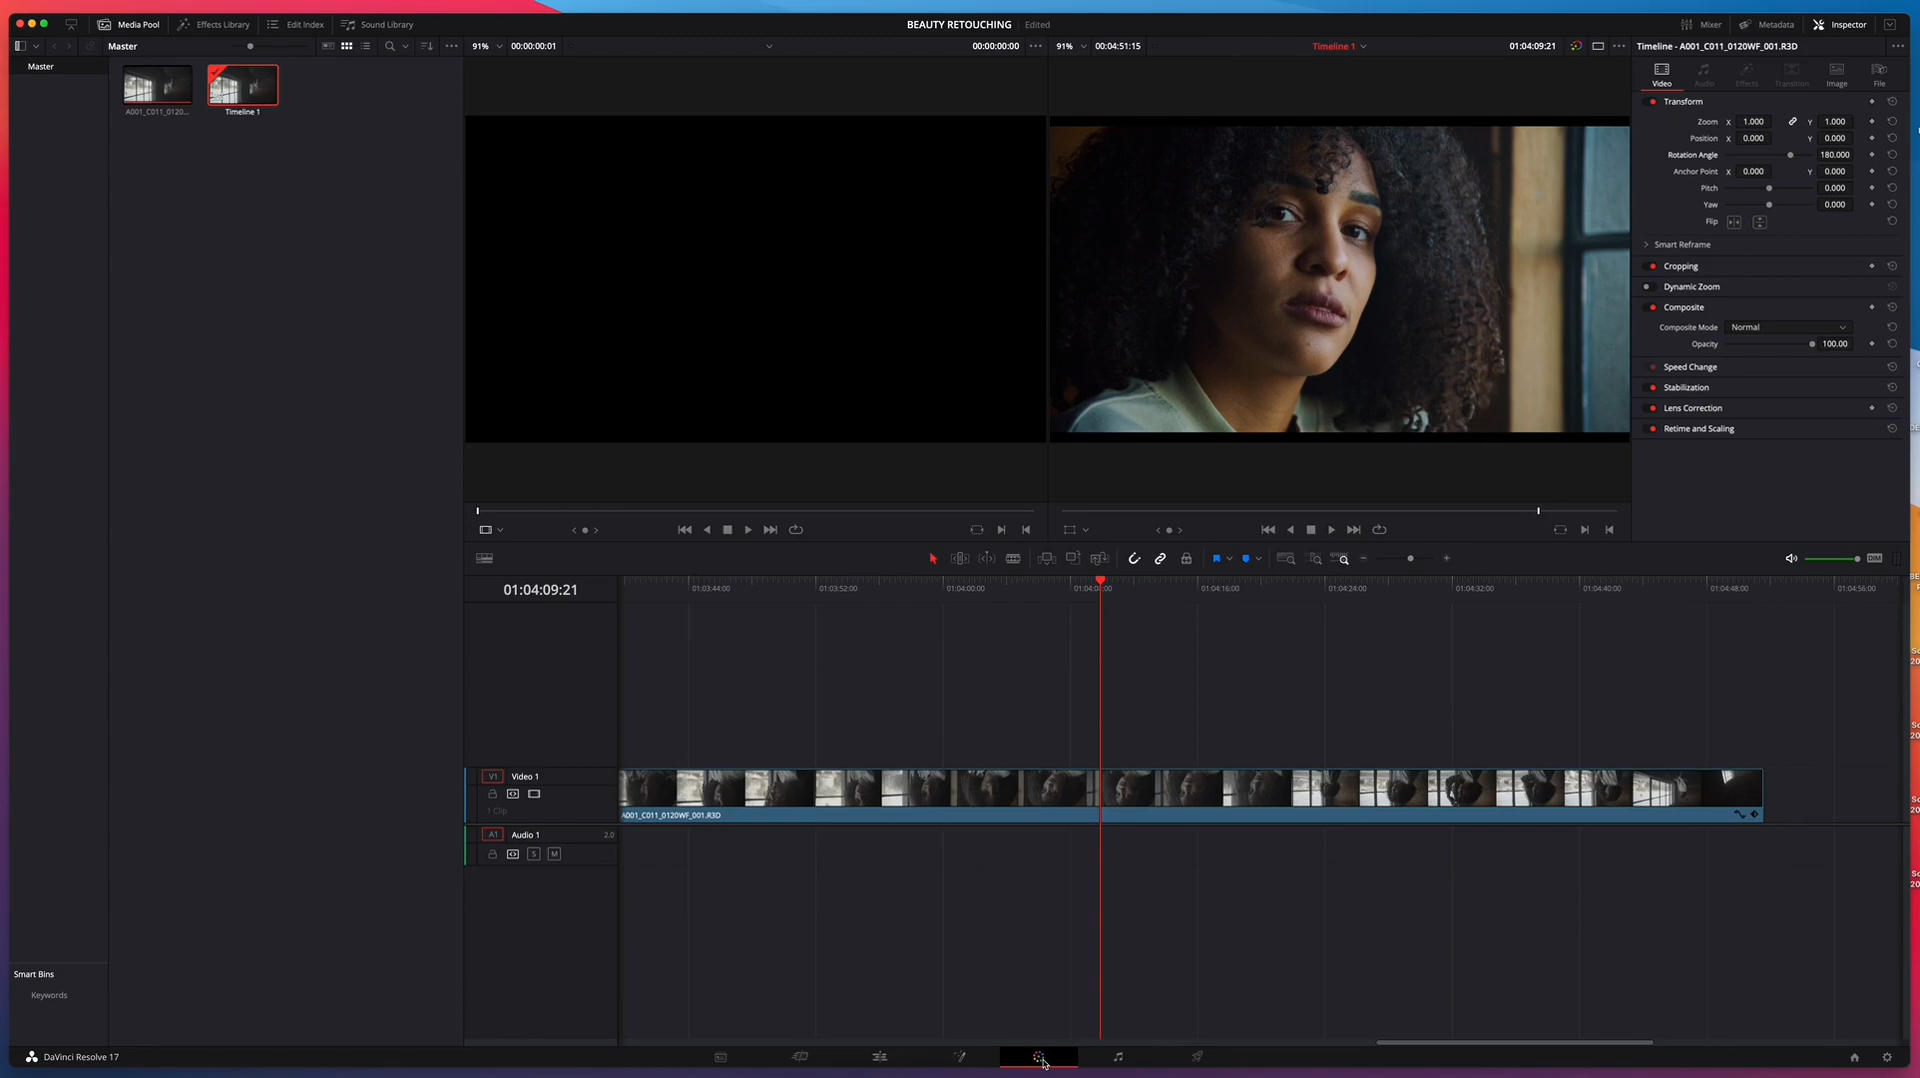 Media Pool
Effects Library
Edit Index
Sound Library
BEAUTY RETOUCHING
Edited
Mixer
Metadata
Inspector
Master
91%
00:00:00:01
00:00:00:00
91%
00:04:51:15
Timeline 1
01:04:09:21
Timeline - A001_C011_0120WF_001.R3D
Master
A001_C011_0120...
Timeline 1
Video
Audio
Effects
Transition
Image
File
Transform
Zoom X 1.000 Y 1.000
Position X 0.000 Y 0.000
Rotation Angle 180.000
Anchor Point X 0.000 Y 0.000
Pitch 0.000
Yaw 0.000
Flip
Smart Reframe
Cropping
Dynamic Zoom
Composite
Composite Mode Normal
Opacity 100.00
Speed Change
Stabilization
Lens Correction
Retime and Scaling
DIM
01:04:09:21
01:03:44:00
01:03:52:00
01:04:00:00
01:04:16:00
01:04:24:00
01:04:32:00
01:04:40:00
01:04:48:00
01:04:56:00
V1 Video 1
1 Clip
A001_C011_0120WF_001.R3D
A1 Audio 1 2.0
S M
Smart Bins
Keywords
DaVinci Resolve 17